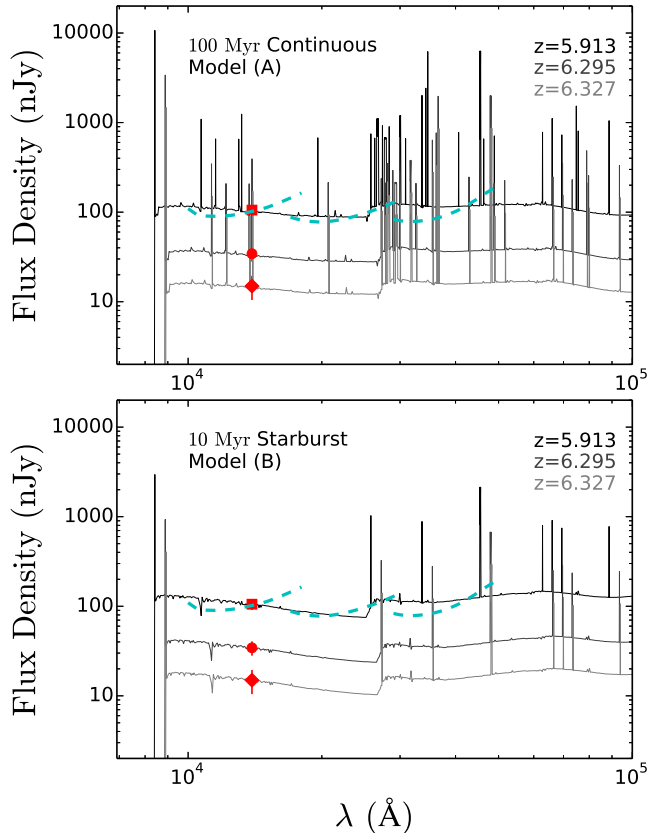 10000
1000
100
10
Flux Density (nJy)
100 Myr Continuous
Model (A)
z=5.913
z=6.295
z=6.327
10^4
10^5
10000
1000
100
10
Flux Density (nJy)
10 Myr Starburst
Model (B)
z=5.913
z=6.295
z=6.327
10^4
10^5
λ (Å)